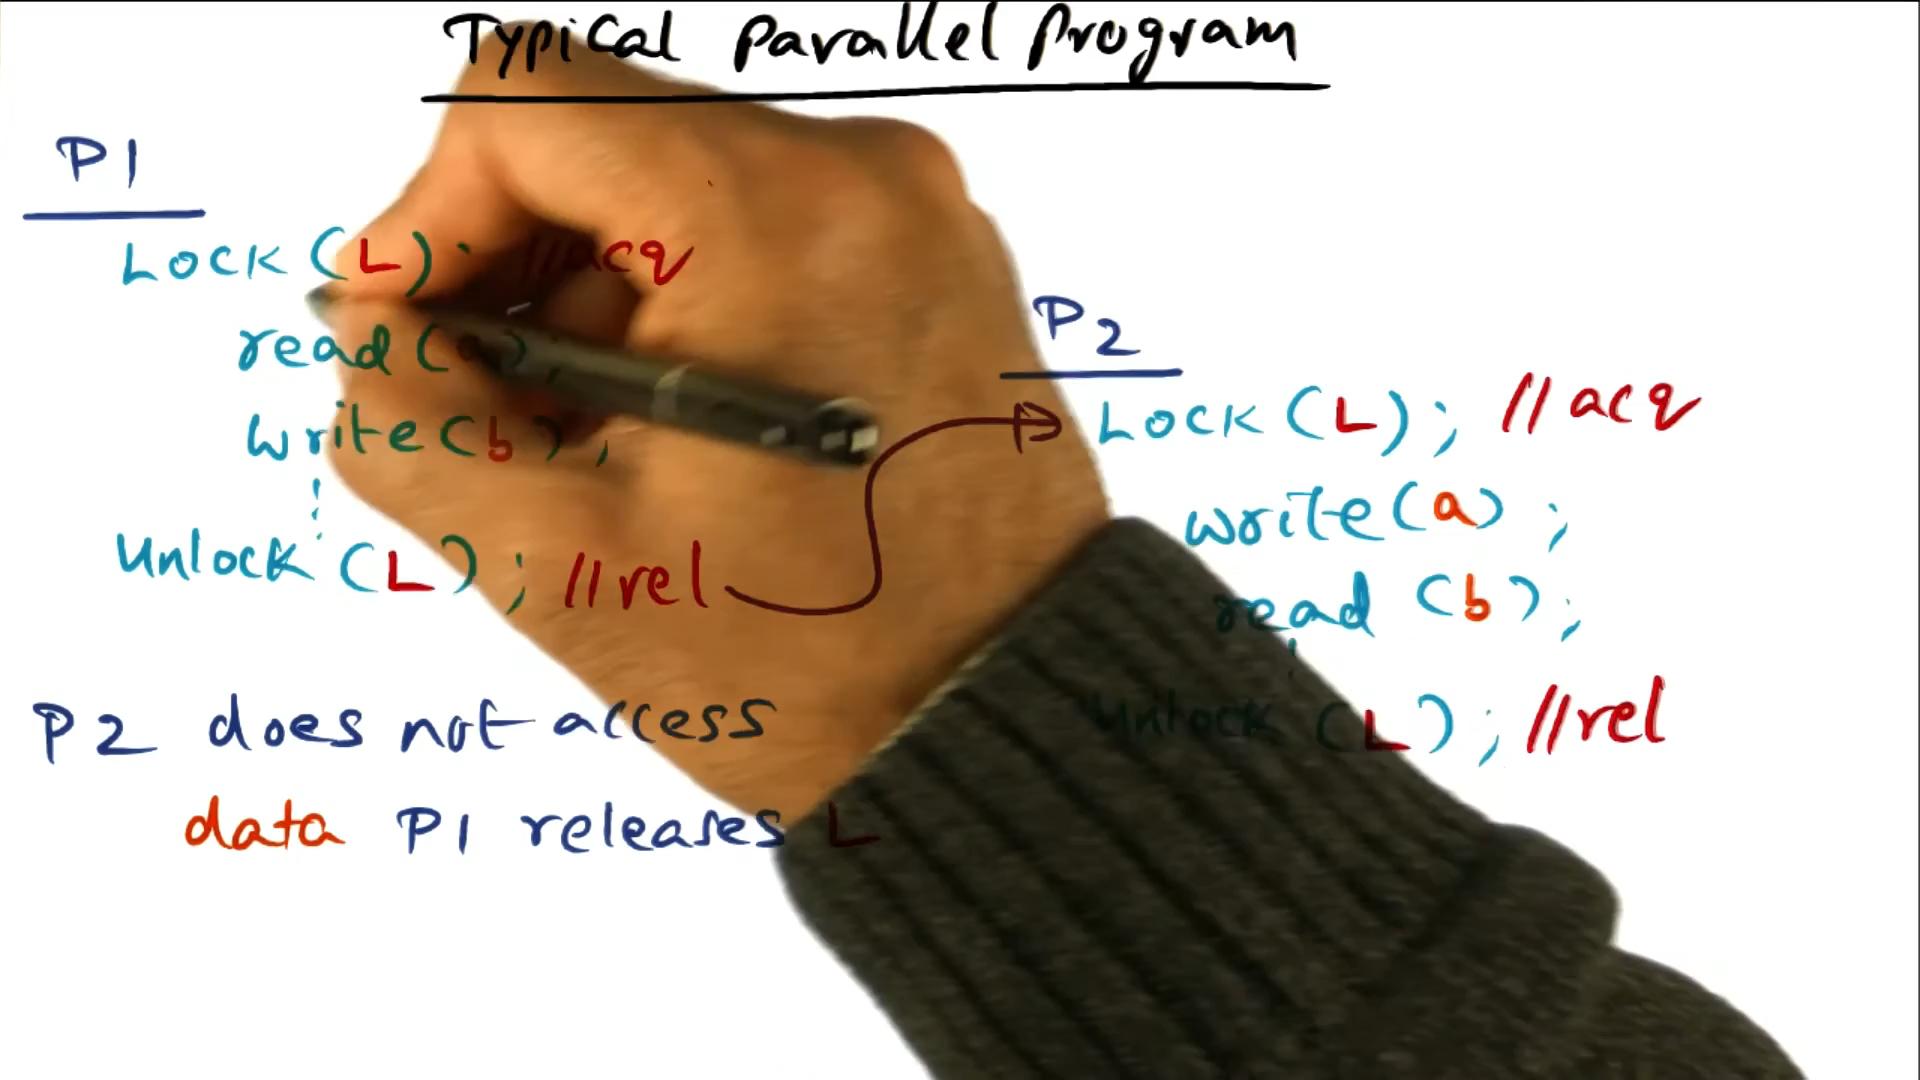 Typical parallel program
P1
Lock (L); //acq
read (a);
write (b);
Unlock (L); //rel
P2
Lock (L); //acq
write (a);
read (b);
Unlock (L); //rel
P2 does not access
data P1 releases L